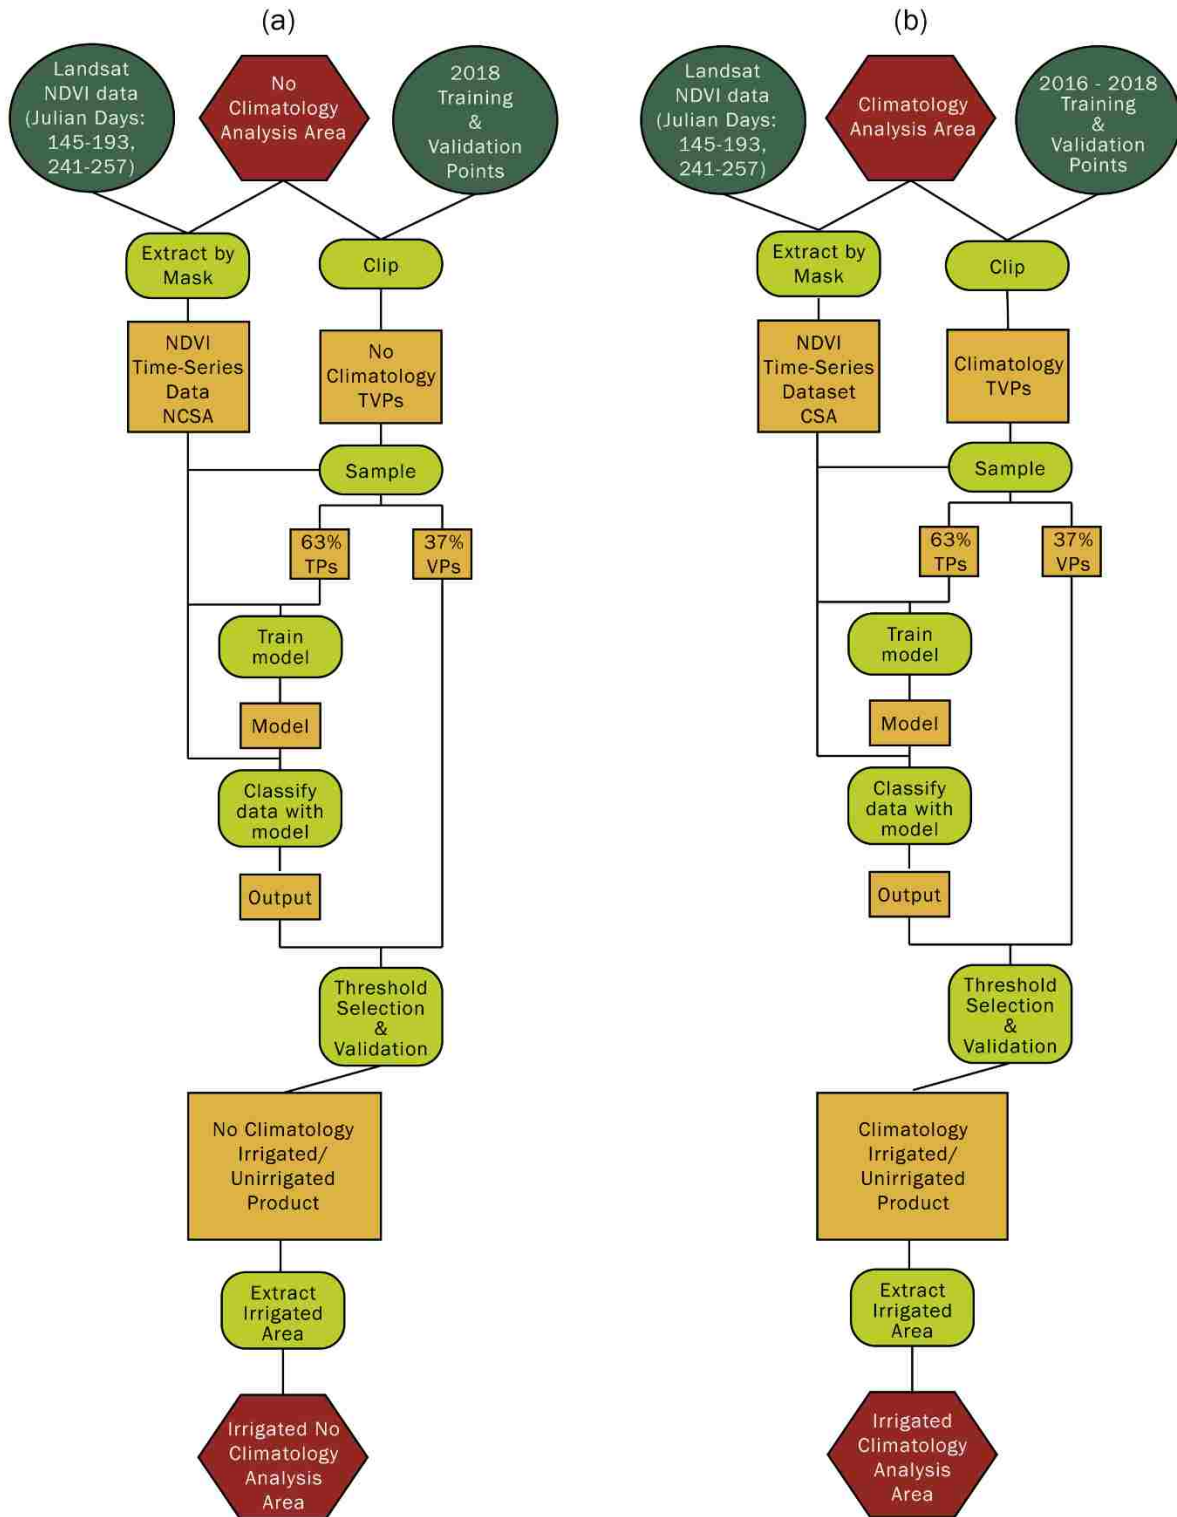 (a)
Landsat
NDVI data
(Julian Days:
145-193,
241-257)
No
Climatology
Analysis Area
2018
Training
&
Validation
Points
Extract by
Mask
Clip
NDVI
Time-Series
Data
NCSA
No
Climatology
TVPs
Sample
63%
TPs
37%
VPs
Train
model
Model
Classify
data with
model
Output
Threshold
Selection
&
Validation
No Climatology
Irrigated/
Unirrigated
Product
Extract
Irrigated
Area
Irrigated No
Climatology
Analysis
Area
(b)
Landsat
NDVI data
(Julian Days:
145-193,
241-257)
Climatology
Analysis Area
2016 - 2018
Training
&
Validation
Points
Extract by
Mask
Clip
NDVI
Time-Series
Dataset
CSA
Climatology
TVPs
Sample
63%
TPs
37%
VPs
Train
model
Model
Classify
data with
model
Output
Threshold
Selection
&
Validation
Climatology
Irrigated/
Unirrigated
Product
Extract
Irrigated
Area
Irrigated
Climatology
Analysis
Area